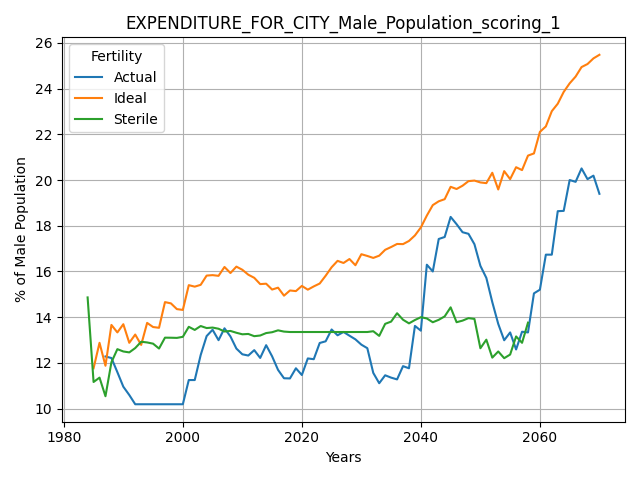 EXPENDITURE_FOR_CITY_Male_Population_scoring_1
Fertility
Actual
Ideal
Sterile
% of Male Population
26
24
22
20
18
16
14
12
10
1980
2000
2020
2040
2060
Years